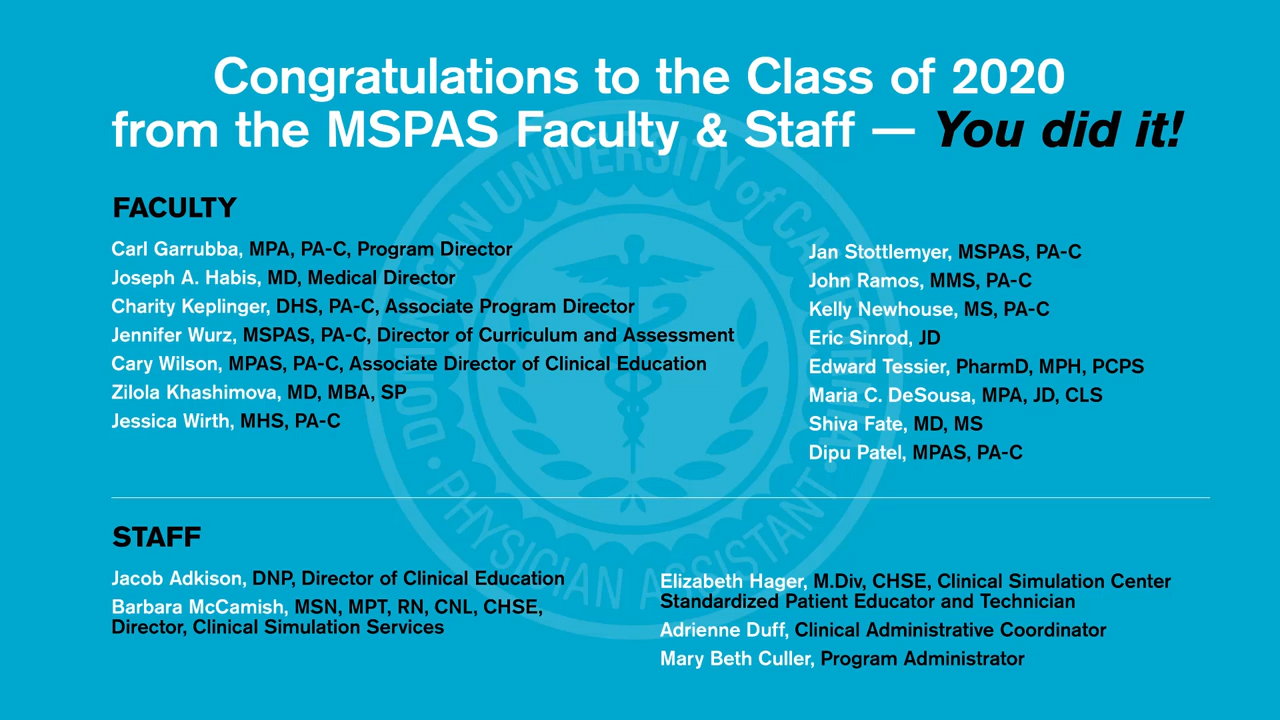 Congratulations to the Class of 2020
from the MSPAS Faculty & Staff — You did it!
FACULTY
Carl Garrubba, MPA, PA-C, Program Director
Joseph A. Habis, MD, Medical Director
Charity Keplinger, DHS, PA-C, Associate Program Director
Jennifer Wurz, MSPAS, PA-C, Director of Curriculum and Assessment
Cary Wilson, MPAS, PA-C, Associate Director of Clinical Education
Zilola Khashimova, MD, MBA, SP
Jessica Wirth, MHS, PA-C
Jan Stottlemyer, MSPAS, PA-C
John Ramos, MMS, PA-C
Kelly Newhouse, MS, PA-C
Eric Sinrod, JD
Edward Tessier, PharmD, MPH, PCPS
Maria C. DeSousa, MPA, JD, CLS
Shiva Fate, MD, MS
Dipu Patel, MPAS, PA-C
STAFF
Jacob Adkison, DNP, Director of Clinical Education
Barbara McCamish, MSN, MPT, RN, CNL, CHSE,
Director, Clinical Simulation Services
Elizabeth Hager, M.Div, CHSE, Clinical Simulation Center
Standardized Patient Educator and Technician
Adrienne Duff, Clinical Administrative Coordinator
Mary Beth Culler, Program Administrator
DOMINICAN UNIVERSITY of CALIFORNIA
• PHYSICIAN ASSISTANT •